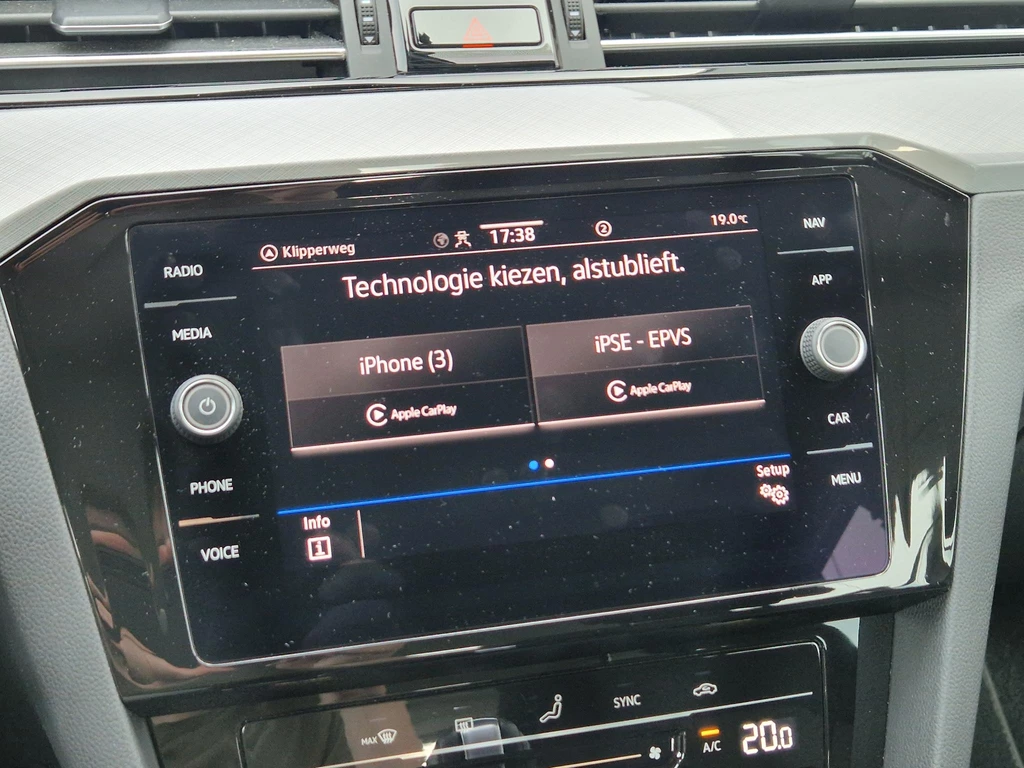 RADIO
MEDIA
PHONE
VOICE
Klipperweg
17:38
2
19.0°C
Technologie kiezen, alstublieft.
iPhone (3)
Apple CarPlay
iPSE - EPVS
Apple CarPlay
Setup
Info
NAV
APP
CAR
MENU
MAX
SYNC
A/C
20.0